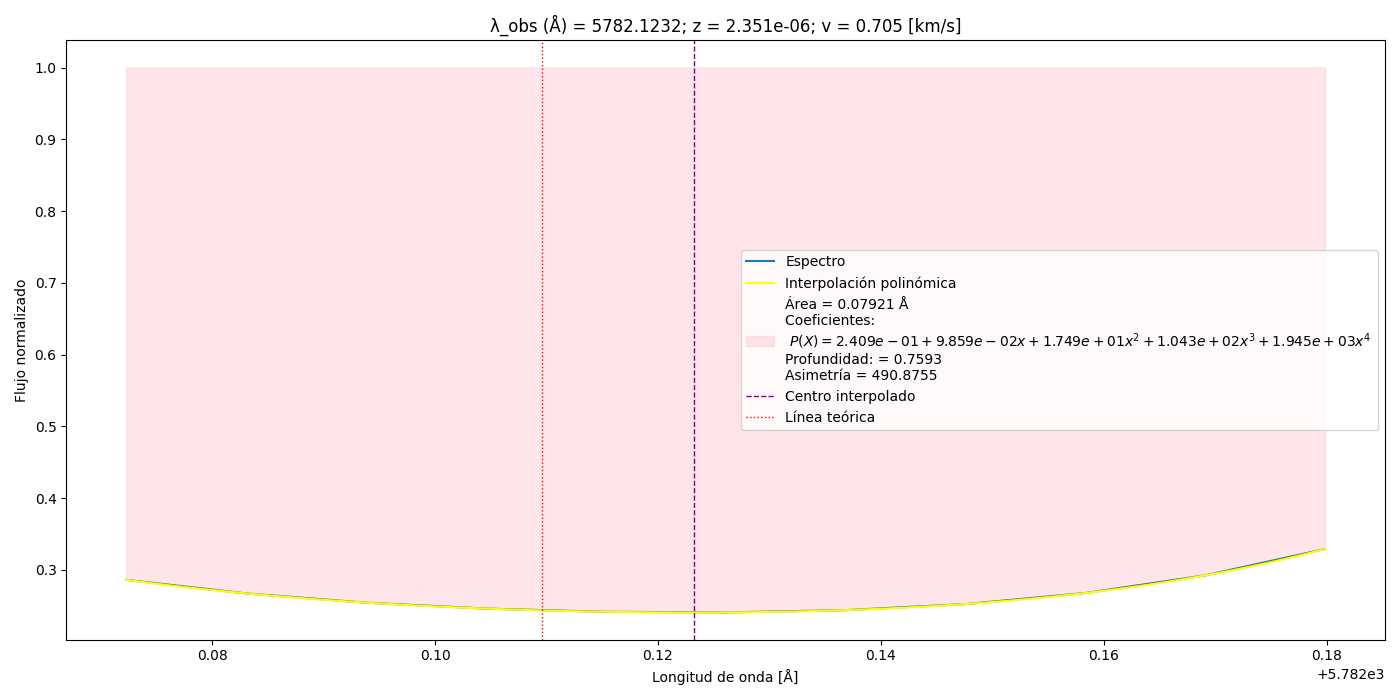 λ_obs (Å) = 5782.1232; z = 2.351e-06; v = 0.705 [km/s]
Flujo normalizado
1.0
0.9
0.8
0.7
0.6
0.5
0.4
0.3
Espectro
Interpolación polinómica
Área = 0.07921 Å
Coeficientes:
P(X) = 2.409e − 01 + 9.859e − 02x + 1.749e + 01x² + 1.043e + 02x³ + 1.945e + 03x⁴
Profundidad: = 0.7593
Asimetría = 490.8755
Centro interpolado
Línea teórica
0.08 0.10 0.12 0.14 0.16 0.18
+5.782e3
Longitud de onda [Å]